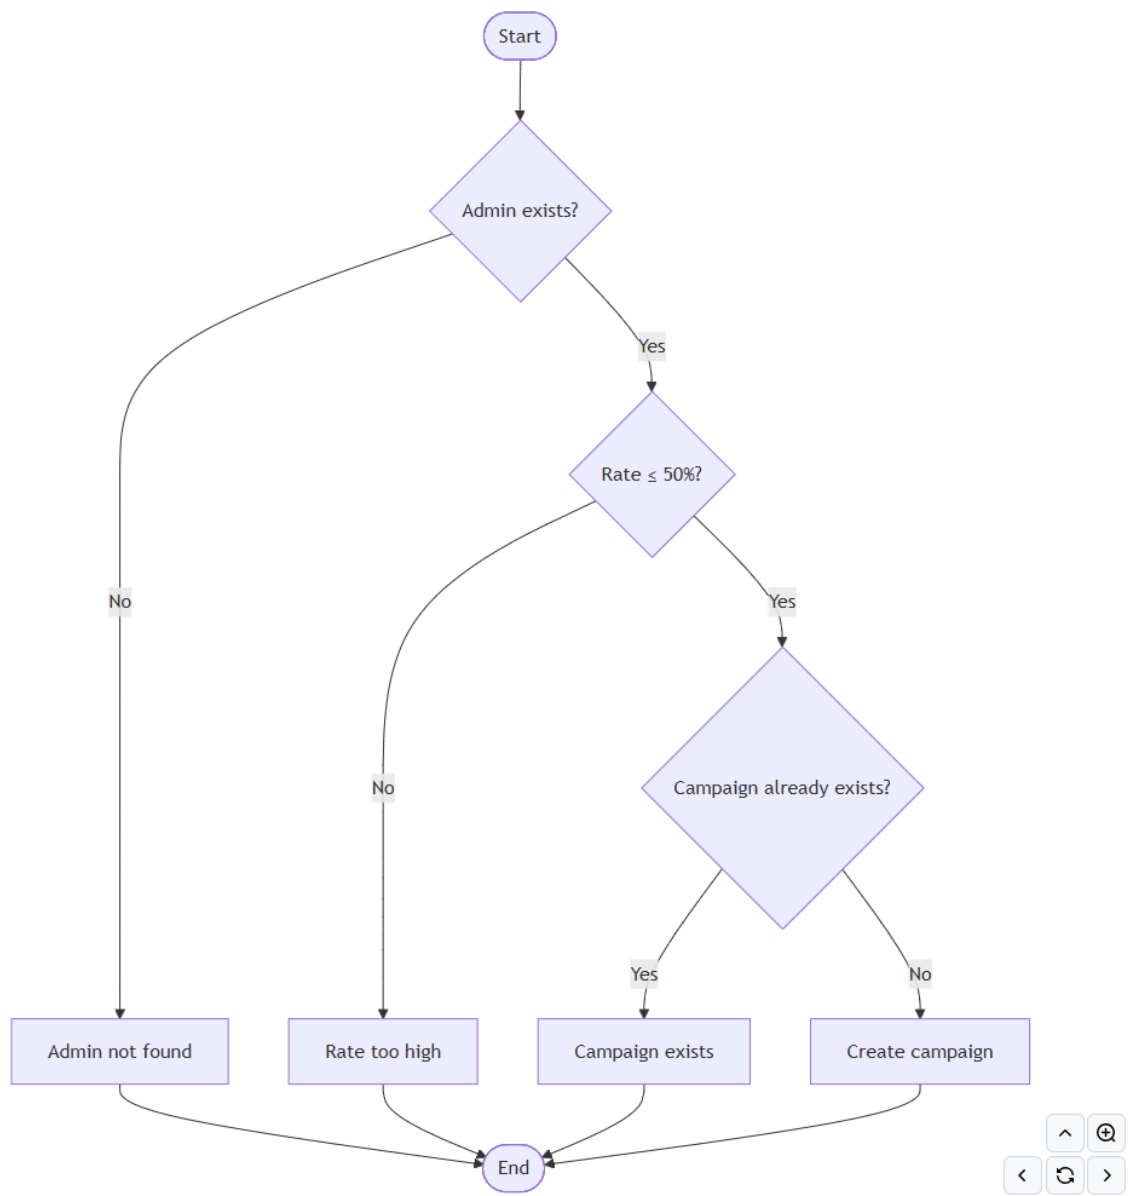 Start
Admin exists?
Yes
Rate ≤ 50%?
No
Yes
No
Campaign already exists?
Yes
No
Admin not found
Rate too high
Campaign exists
Create campaign
End